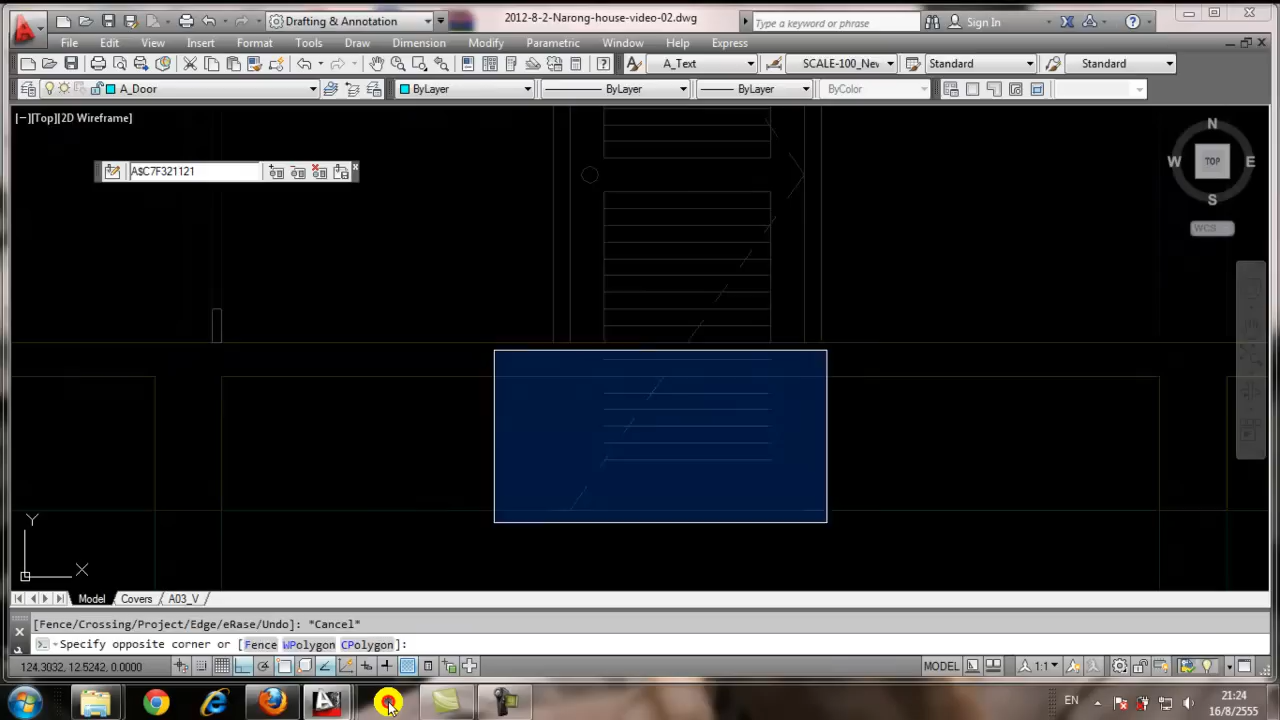 Drafting & Annotation
2012-8-2-Narong-house-video-02.dwg
Type a keyword or phrase
Sign In
File Edit View Insert Format Tools Draw Dimension Modify Parametric Window Help Express
A_Text
SCALE-100_New
Standard
Standard
A_Door
ByLayer
ByLayer
ByLayer
ByColor
[−][Top][2D Wireframe]
N
W TOP E
S
WCS
A$C7F321121
Y
X
Model Covers A03_V
[Fence/Crossing/Project/Edge/eRase/Undo]: *Cancel*
Specify opposite corner or [Fence WPolygon CPolygon]:
124.3032, 12.5242, 0.0000
MODEL
1:1
EN
21:24
16/8/2555